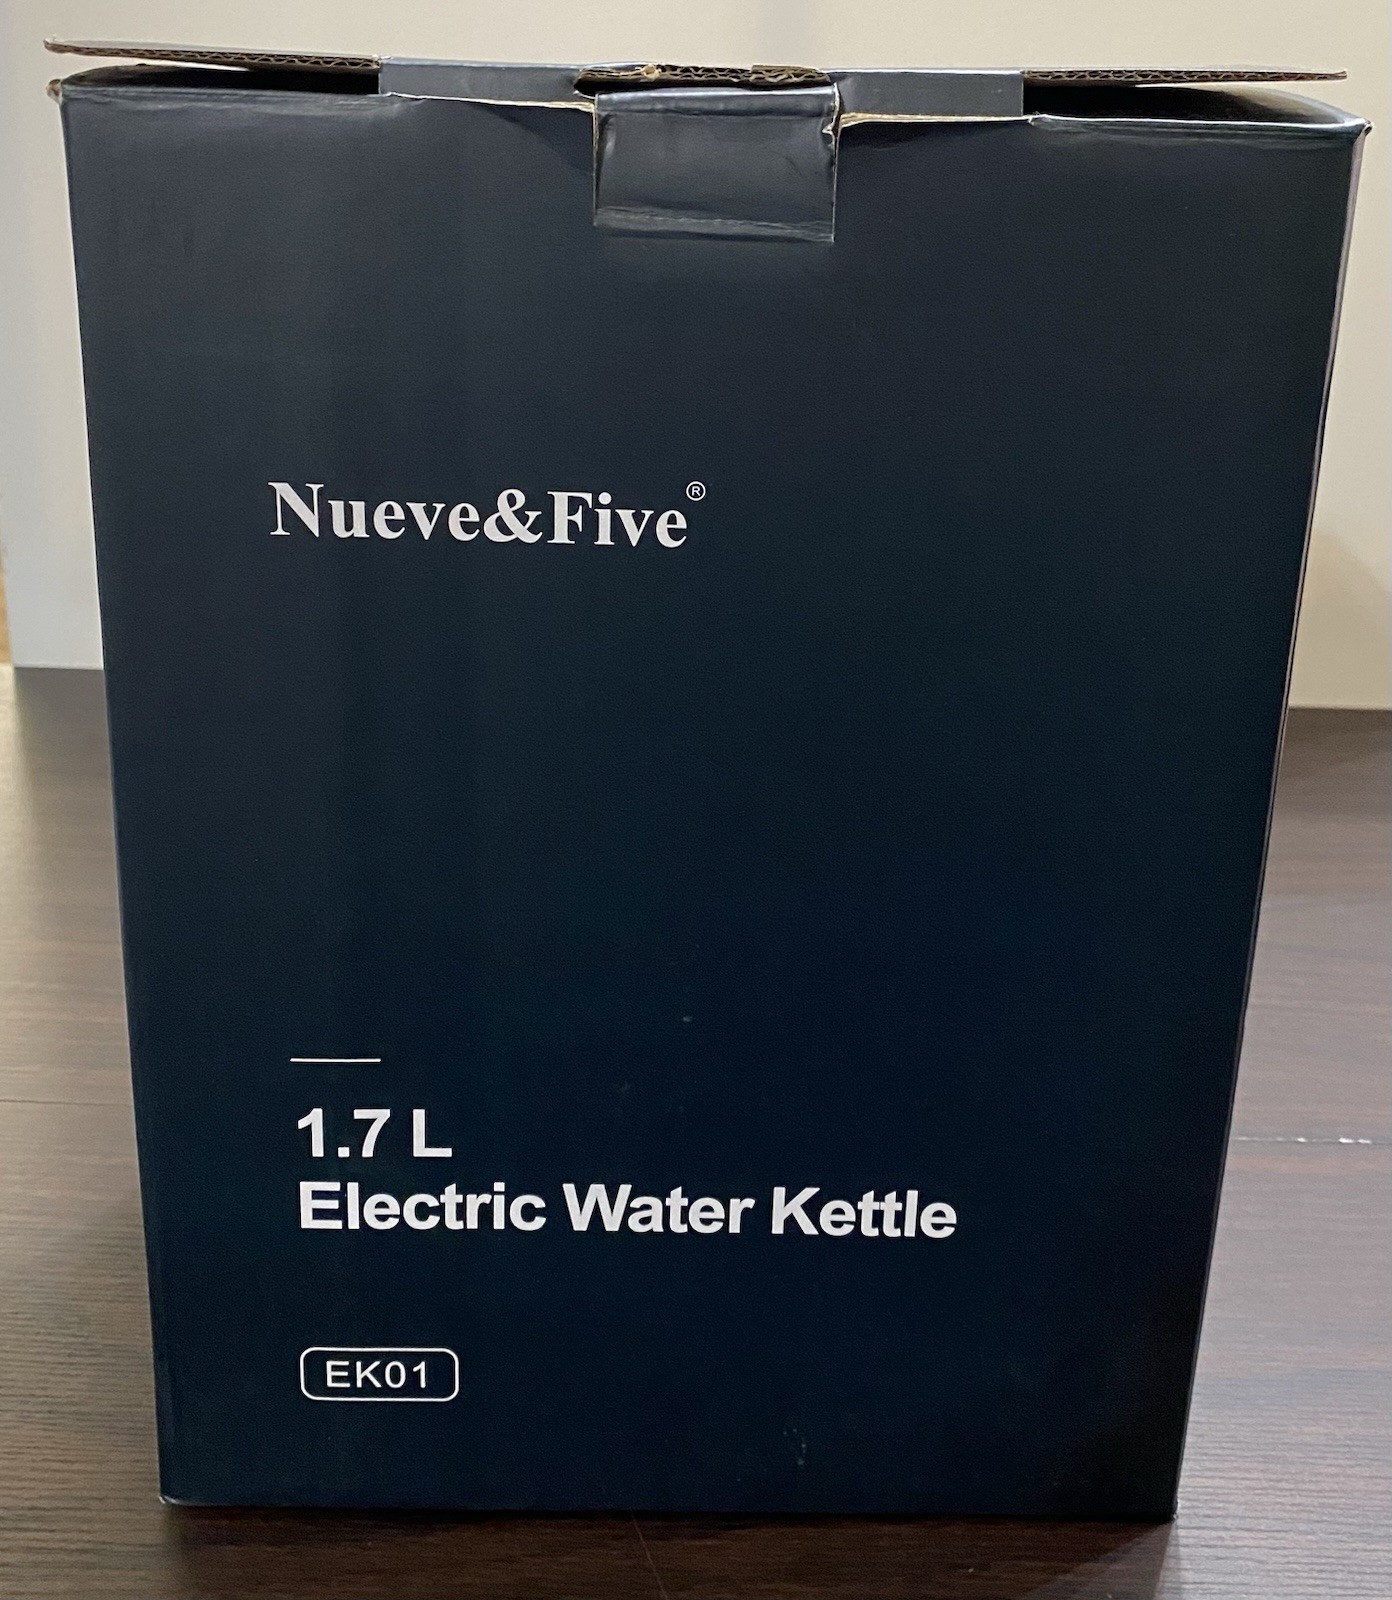 Nueve&Five®
1.7 L
Electric Water Kettle
EK01